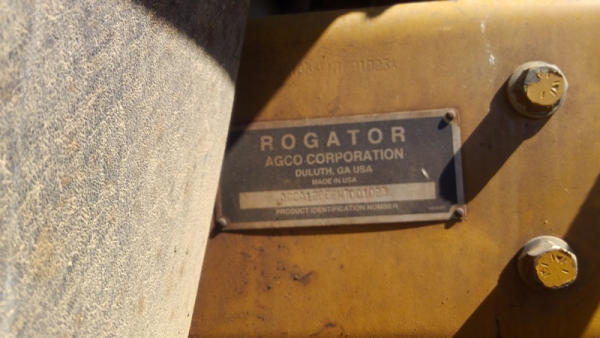 ROGATOR
AGCO CORPORATION
DULUTH, GA USA
MADE IN USA
PRODUCT IDENTIFICATION NUMBER